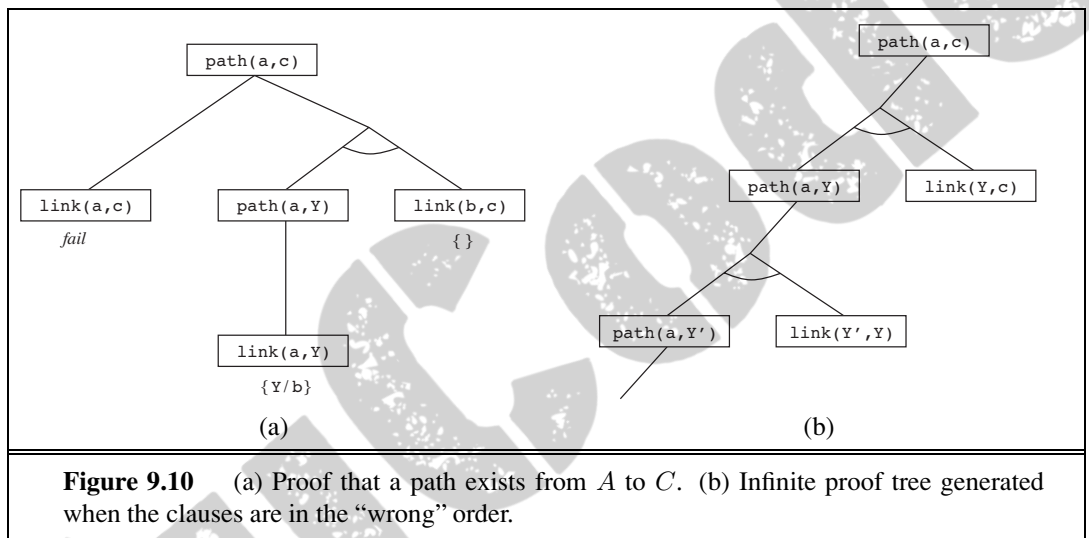 path(a,c)
link(a,c)
fail
path(a,Y)
link(b,c)
{ }
link(a,Y)
{Y/b}
(a)
path(a,c)
path(a,Y)
link(Y,c)
path(a,Y')
link(Y',Y)
(b)
Figure 9.10 (a) Proof that a path exists from A to C. (b) Infinite proof tree generated
when the clauses are in the “wrong” order.